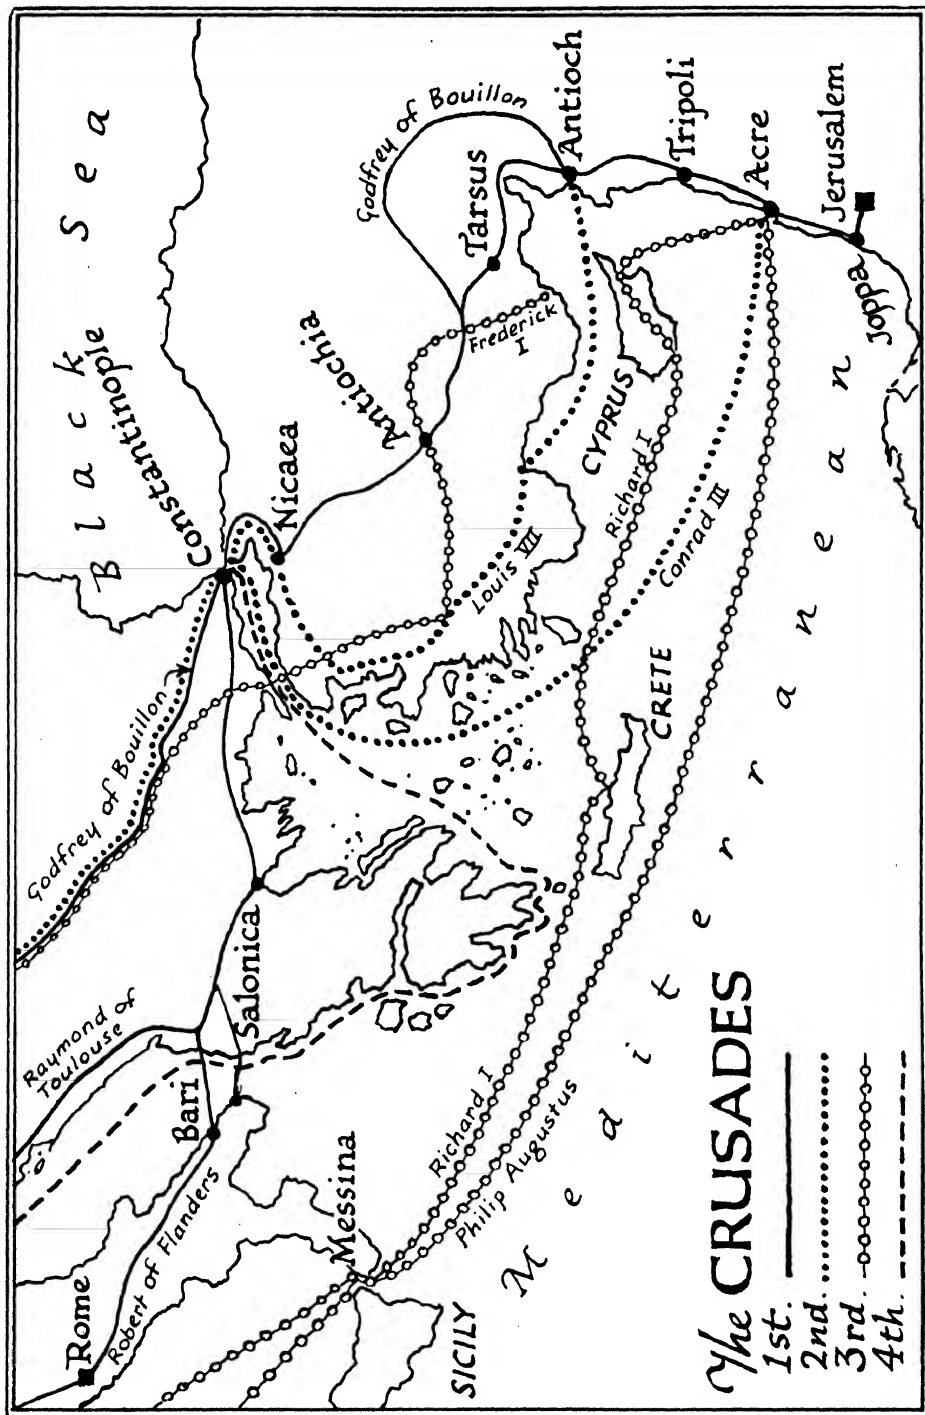 Black Sea
Constantinople
Nicaea
Antiochia
Godfrey of Bouillon
Tarsus
Antioch
Tripoli
Acre
Jerusalem
Joppa
Frederick
I
CYPRUS
Richard I
Conrad III
Louis VII
CRETE
Godfrey of Bouillon
Salonica
Raymond of
Toulouse
Bari
Robert of Flanders
Rome
Messina
SICILY
Richard I
Philip Augustus
Mediterranean
The CRUSADES
1st.
2nd.
3rd.
4th.